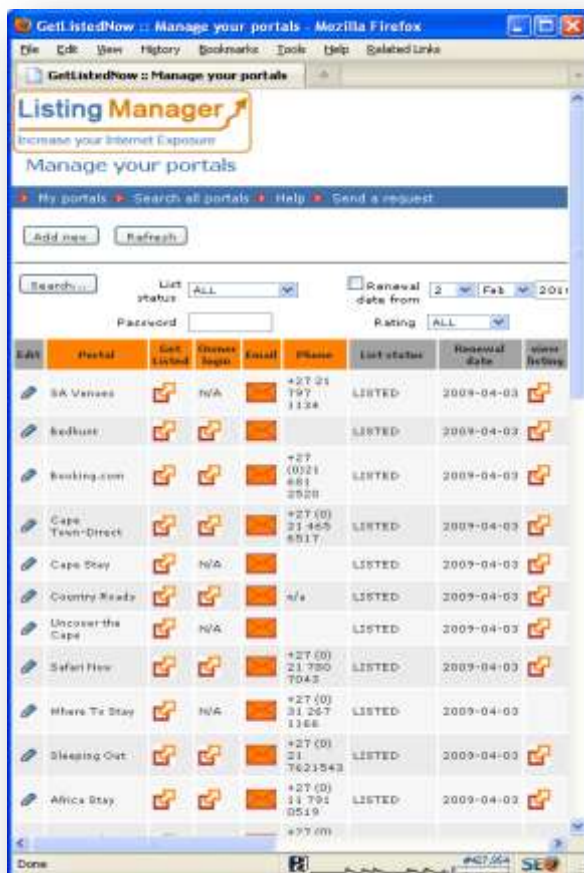 GetListedNow :: Manage your portals - Mozilla Firefox
File Edit View History Bookmarks Tools Help Related Links
GetListedNow :: Manage your portals
Listing Manager
Increase your Internet Exposure
Manage your portals
My portals Search all portals Help Send a request
Add new Refresh
Search... List status ALL Renewal date from 2 Feb 201
Password Rating ALL
Edit Portal Get Listed Owner login Email Phone List status Renewal date view listing
SA Venues N/A +27 21 797 1134 LISTED 2009-04-03
Bedhunt LISTED 2009-04-03
Booking.com +27 (0)21 681 2520 LISTED 2009-04-03
Cape Town-Direct +27 (0) 21 465 6517 LISTED 2009-04-03
Cape Stay N/A LISTED 2009-04-03
Country Roads n/a LISTED 2009-04-03
Uncover the Cape N/A LISTED 2009-04-03
Safari Now +27 (0) 21 780 7043 LISTED 2009-04-03
Where To Stay N/A +27 (0) 31 267 1366 LISTED 2009-04-03
Sleeping Out +27 (0) 21 7621543 LISTED 2009-04-03
Africa Stay +27 (0) 11 791 0519 LISTED 2009-04-03
+27 (0)
Done